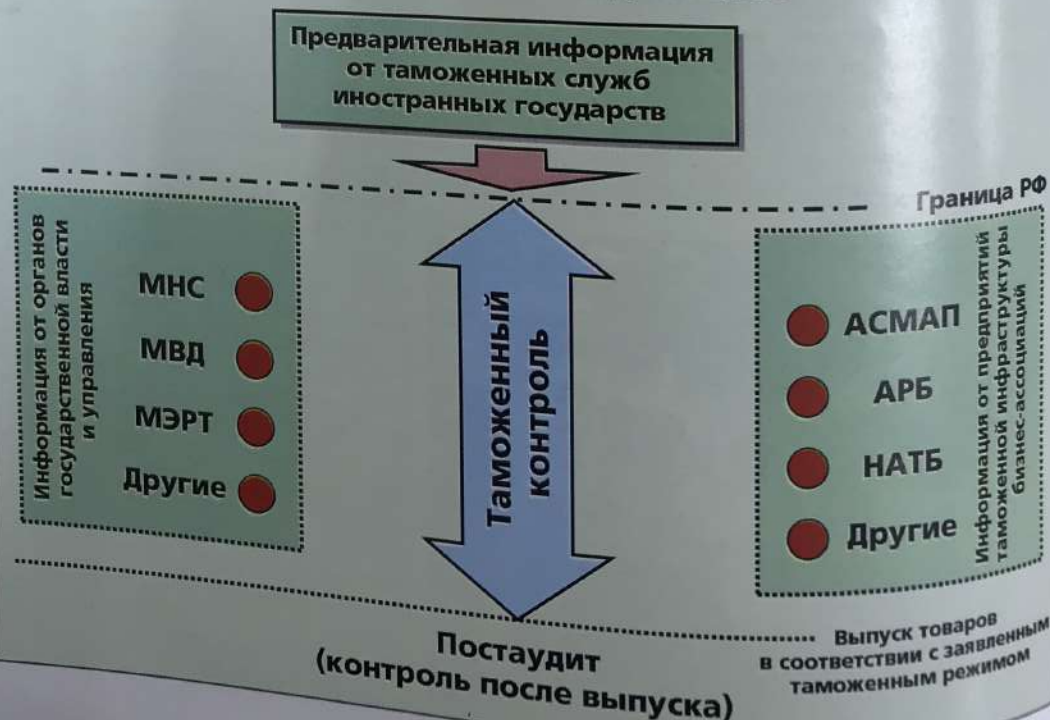 Предварительная информация
от таможенных служб
иностранных государств
Граница РФ
Информация от органов
государственной власти
и управления
МНС
МВД
МЭРТ
Другие
Таможенный
контроль
АСМАП
АРБ
НАТБ
Другие
Информация от предприятий
таможенной инфраструктуры
бизнес-ассоциаций
Выпуск товаров
в соответствии с заявленным
таможенным режимом
Постаудит
(контроль после выпуска)